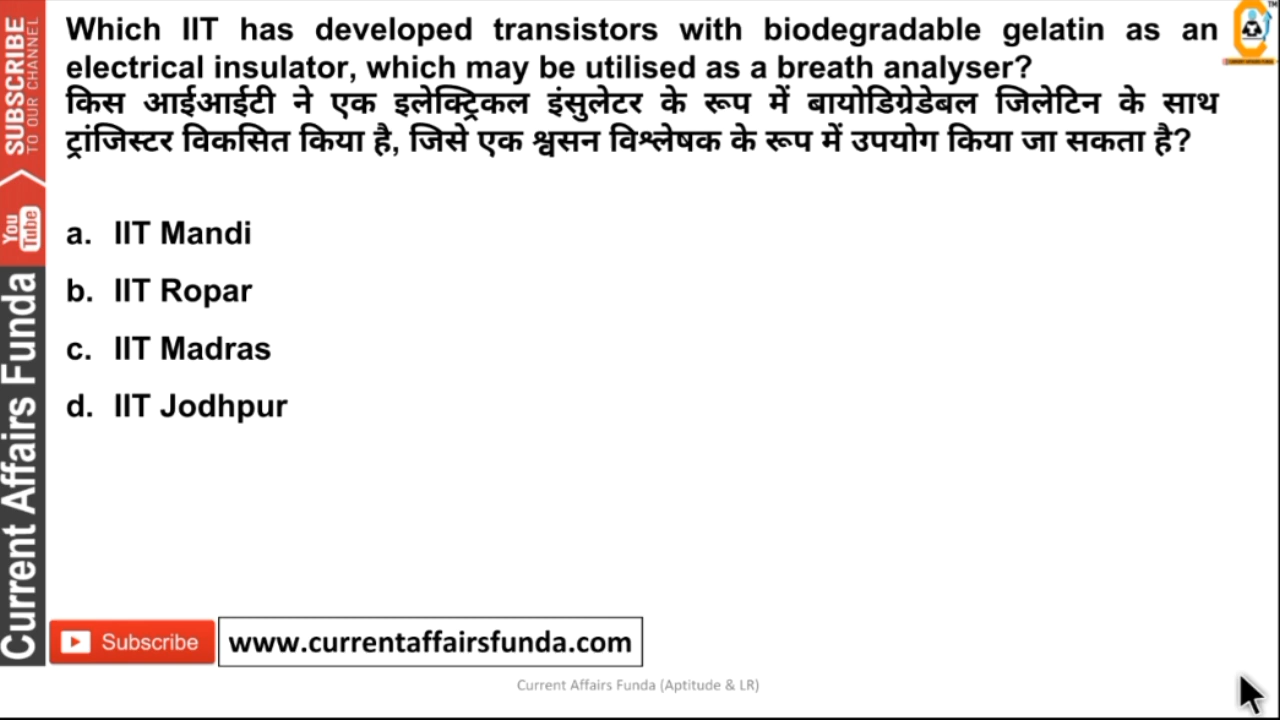 Which IIT has developed transistors with biodegradable gelatin as an
electrical insulator, which may be utilised as a breath analyser?
किस आईआईटी ने एक इलेक्ट्रिकल इंसुलेटर के रूप में बायोडिग्रेडेबल जिलेटिन के साथ
ट्रांजिस्टर विकसित किया है, जिसे एक श्वसन विश्लेषक के रूप में उपयोग किया जा सकता है?
a. IIT Mandi
b. IIT Ropar
c. IIT Madras
d. IIT Jodhpur
SUBSCRIBE
TO OUR CHANNEL
You
Tube
Current Affairs Funda
Subscribe
www.currentaffairsfunda.com
Current Affairs Funda (Aptitude & LR)